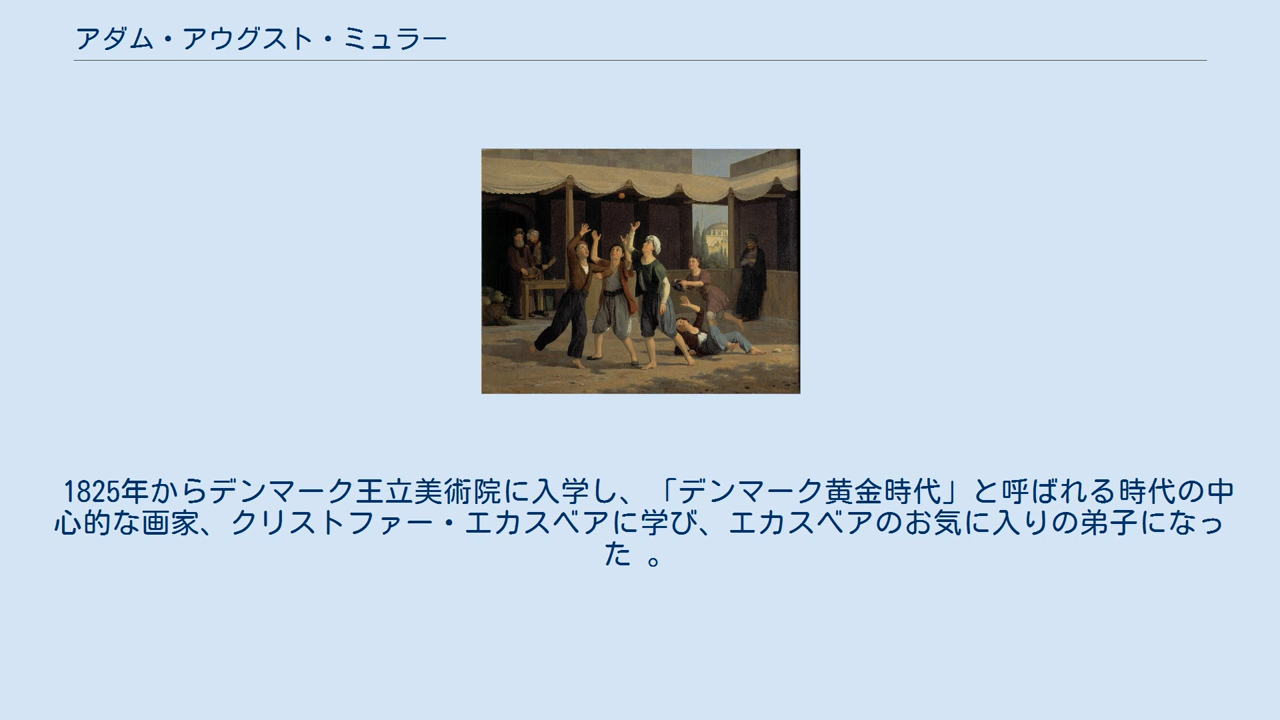 アダム・アウグスト・ミュラー
1825年からデンマーク王立美術院に入学し、「デンマーク黄金時代」と呼ばれる時代の中
心的な画家、クリストファー・エカスベアに学び、エカスベアのお気に入りの弟子になっ
た 。